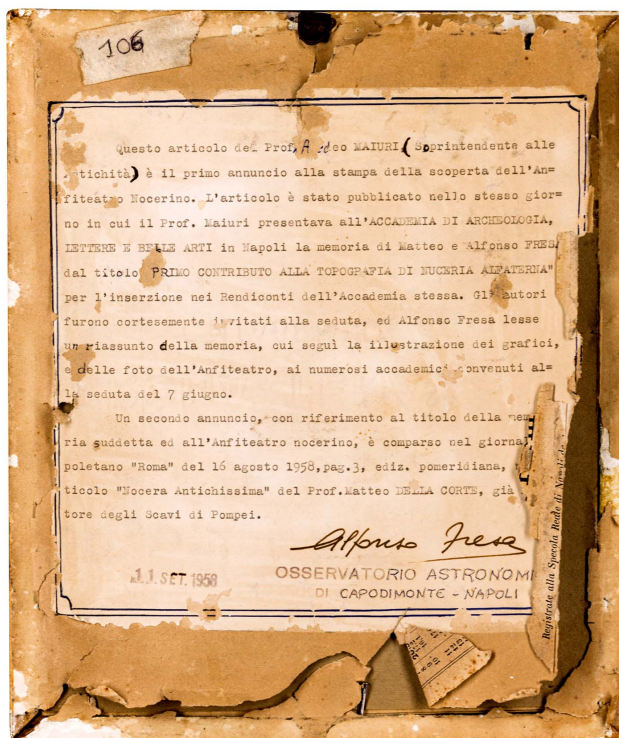 106
Questo articolo del Prof. A deo MAIURI (Soprintendente alle
ntichità) è il primo annuncio alla stampa della scoperta dell'An=
fiteatro Nocerino. L'articolo è stato pubblicato nello stesso gior=
no in cui il Prof. Maiuri presentava all'ACCADEMIA DI ARCHEOLOGIA,
LETTERE E BELLE ARTI in Napoli la memoria di Matteo e Alfonso FRES
dal titolo "PRIMO CONTRIBUTO ALLA TOPOGRAFIA DI NUCERIA ALFATERNA"
per l'inserzione nei Rendiconti dell'Accademia stessa. Gli autori
furono cortesemente invitati alla seduta, ed Alfonso Fresa lesse
un riassunto della memoria, cui seguì la illustrazione dei grafici,
e delle foto dell'Anfiteatro, ai numerosi accademici convenuti al=
la seduta del 7 giugno.
Un secondo annuncio, con riferimento al titolo della mem
ria suddetta ed all'Anfiteatro nocerino, è comparso nel giorna
poletano "Roma" del 16 agosto 1958, pag.3, ediz. pomeridiana,
ticolo "Nocera Antichissima" del Prof.Matteo DELLA CORTE, già
tore degli Scavi di Pompei.
Alfonso Fresa
11 SET. 1958
OSSERVATORIO ASTRONOMI
DI CAPODIMONTE - NAPOLI
Registrate alla Specola Reale di Napoli